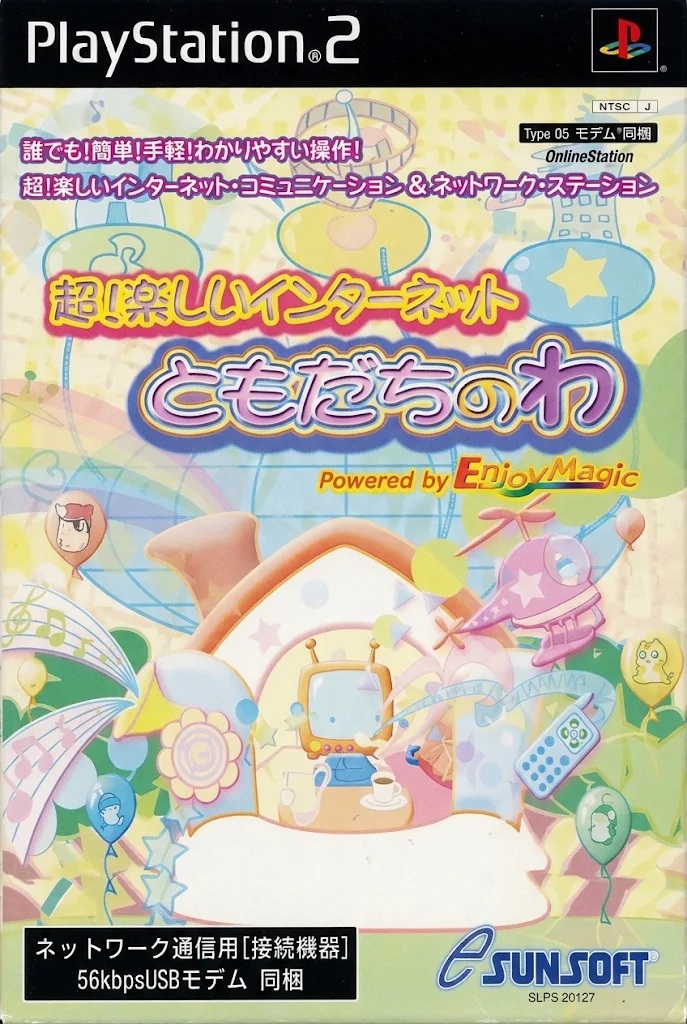 PlayStation®2
NTSC J
Type 05 モデム*同梱
OnlineStation
誰でも!簡単!手軽!わかりやすい操作!
超!楽しいインターネット・コミュニケーション&ネットワーク・ステーション
超!楽しいインターネット
ともだちのわ
Powered by EnjoyMagic
ネットワーク通信用[接続機器]
56kbpsUSBモデム 同梱
e SUNSOFT®
SLPS 20127